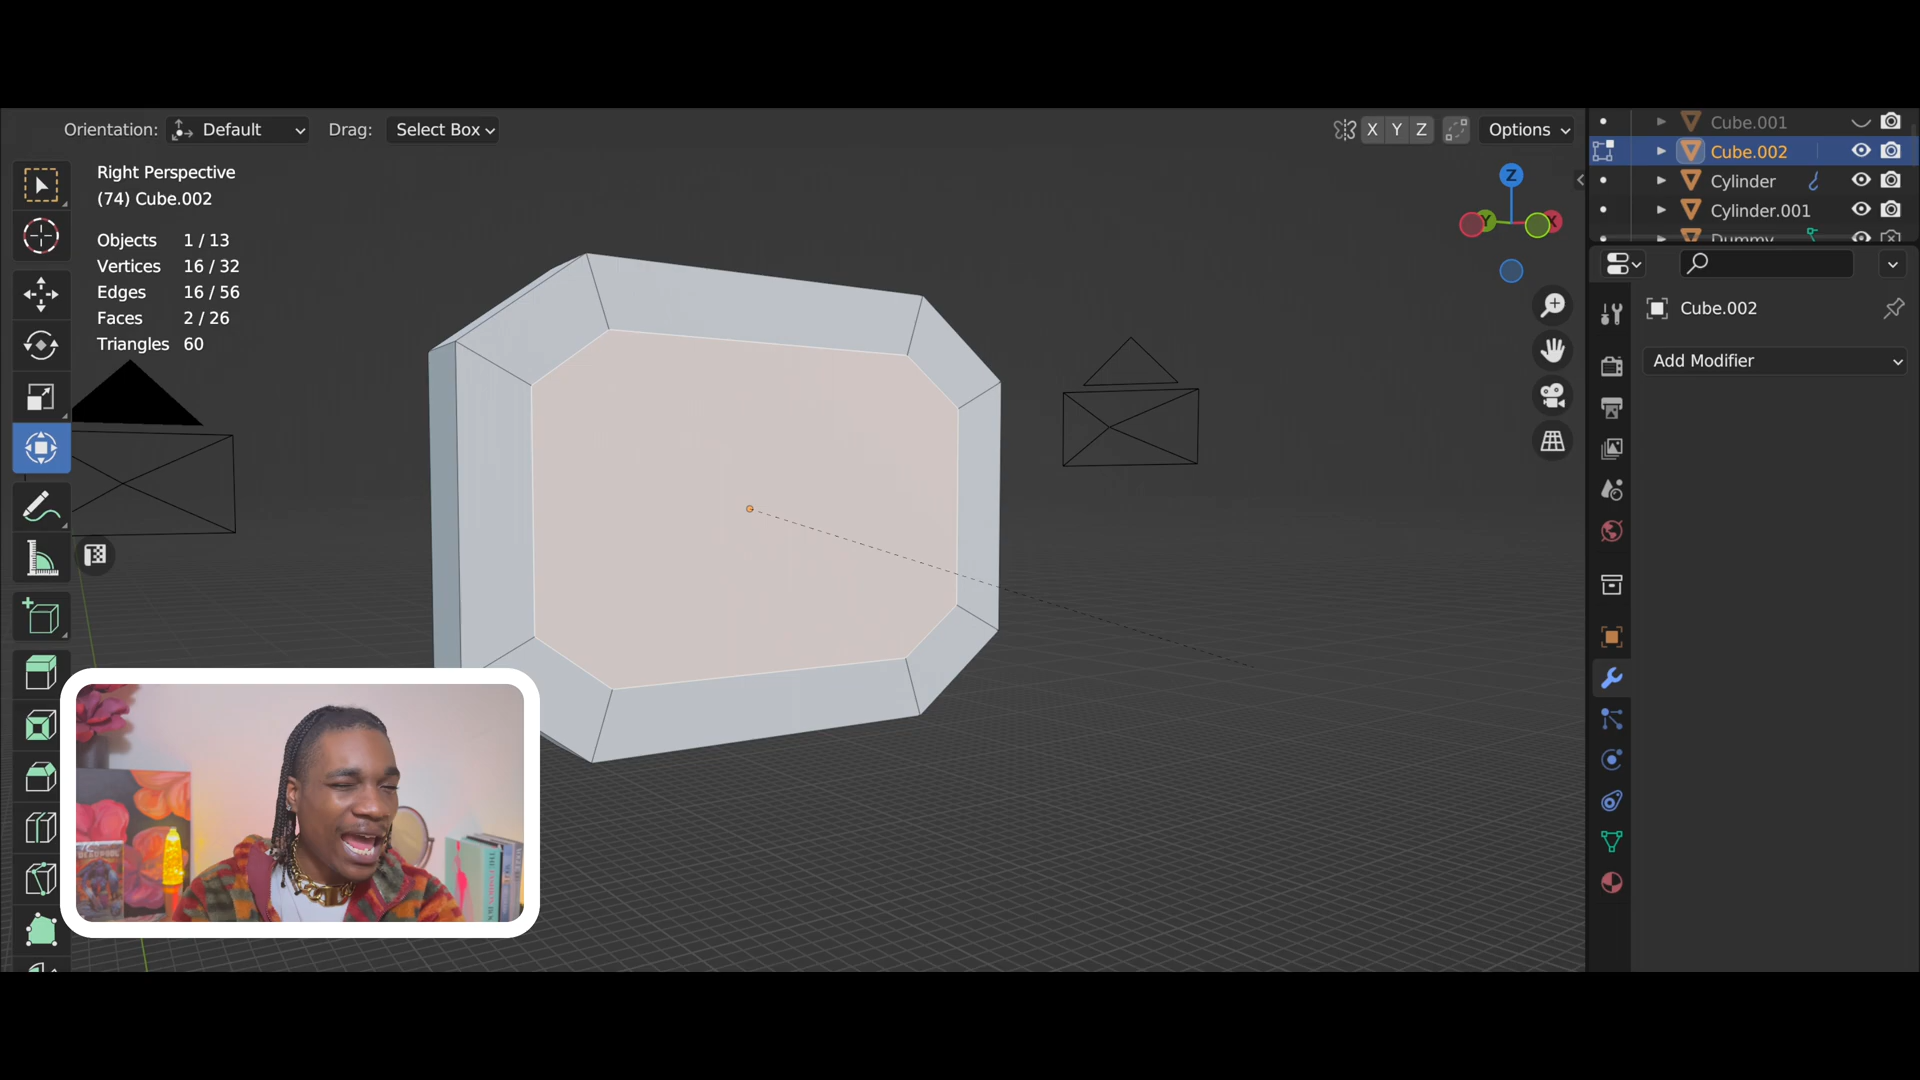 Orientation: Default Drag: Select Box
X Y Z Options
Right Perspective
(74) Cube.002
Objects 1 / 13
Vertices 16 / 32
Edges 16 / 56
Faces 2 / 26
Triangles 60
Z
Y
X
Cube.001
Cube.002
Cylinder
Cylinder.001
Dummy
Cube.002
Add Modifier
DEADPOOL